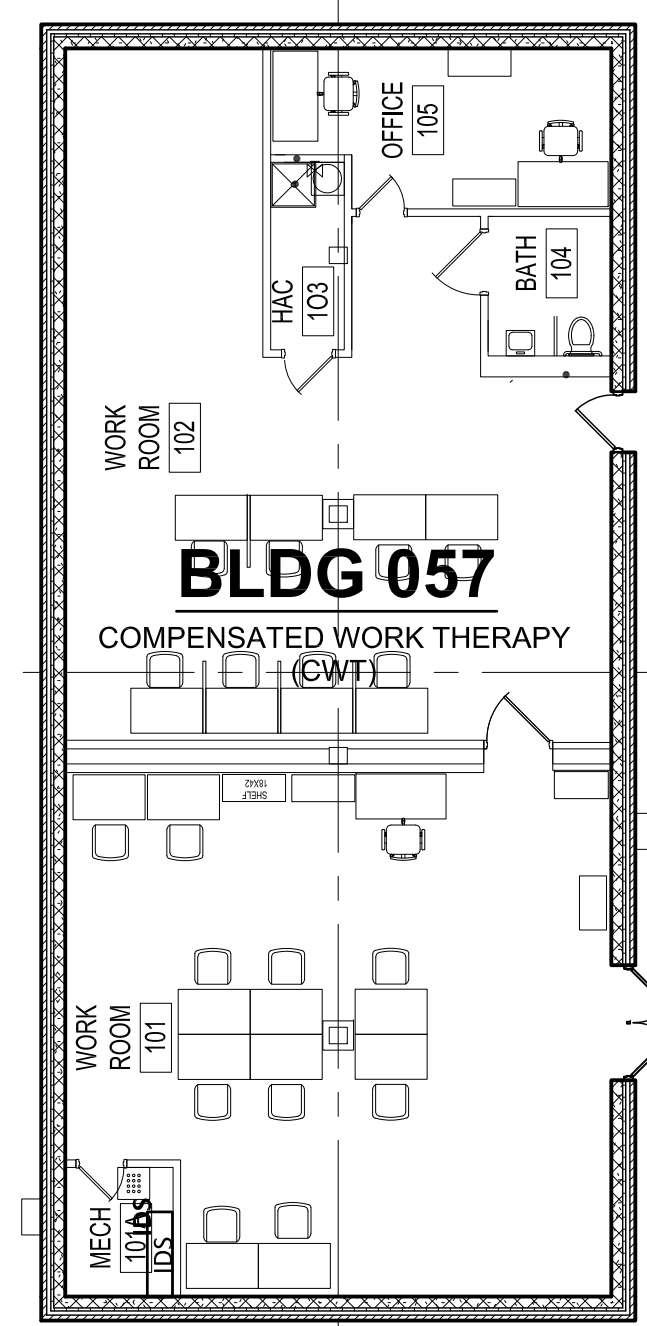 OFFICE
105
BATH
104
HAC
1O3
WORK
ROOM
102
BLDG 057
COMPENSATED WORK THERAPY
(CWT)
SHELF
18X42
WORK
ROOM
101
MECH
101A
IDS
IDS